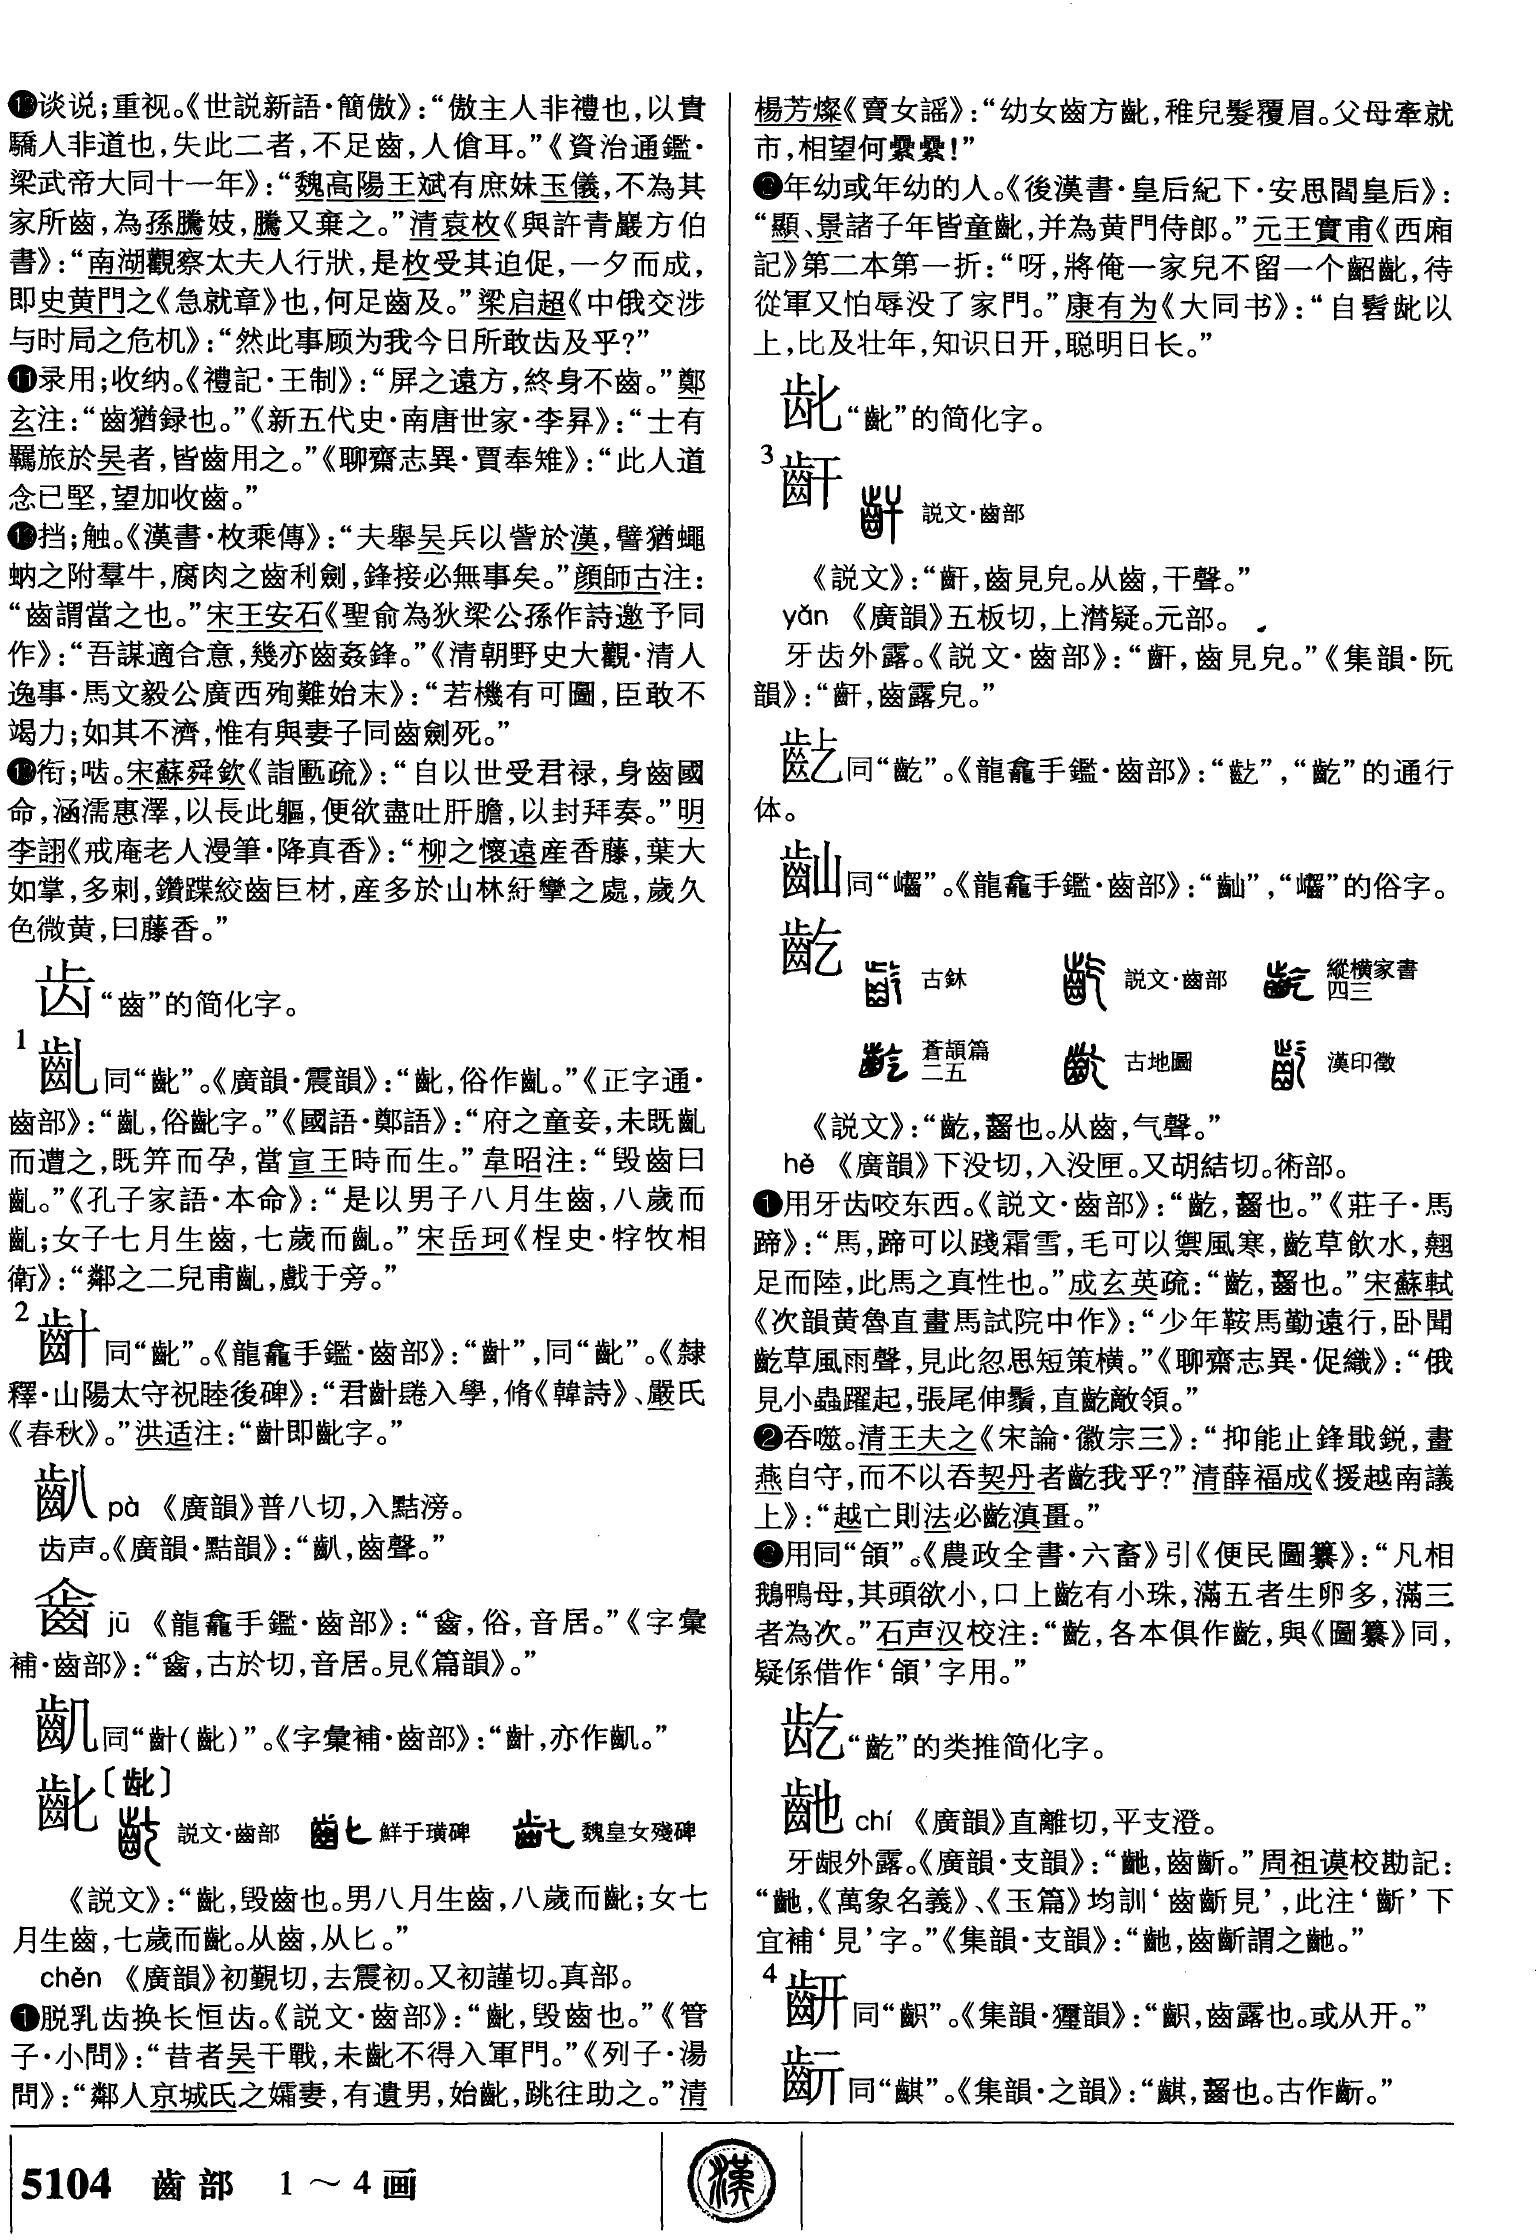 ❿谈说；重视。《世説新語·簡傲》：“傲主人非禮也，以貴
驕人非道也，失此二者，不足齒，人傖耳。”《資治通鑑·
梁武帝大同十一年》：“魏高陽王斌有庶妹玉儀，不為其
家所齒，為孫騰妓，騰又棄之。”清袁枚《與許青巖方伯
書》：“南湖觀察太夫人行狀，是枚受其迫促，一夕而成，
即史黄門之《急就章》也，何足齒及。”梁启超《中俄交涉
与时局之危机》：“然此事顾为我今日所敢齿及乎?”
⓫录用；收纳。《禮記·王制》：“屏之遠方，終身不齒。”鄭
玄注：“齒猶録也。”《新五代史·南唐世家·李昪》：“士有
羈旅於吴者，皆齒用之。”《聊齋志異·賈奉雉》：“此人道
念已堅，望加收齒。”
⓬挡；触。《漢書·枚乘傳》：“夫舉吴兵以訾於漢，譬猶蠅
蚋之附羣牛，腐肉之齒利劍，鋒接必無事矣。”顔師古注：
“齒謂當之也。”宋王安石《聖俞為狄梁公孫作詩邀予同
作》：“吾謀適合意，幾亦齒姦鋒。”《清朝野史大觀·清人
逸事·馬文毅公廣西殉難始末》：“若機有可圖，臣敢不
竭力；如其不濟，惟有與妻子同齒劍死。”
⓭衔；啮。宋蘇舜欽《詣匭疏》：“自以世受君禄，身齒國
命，涵濡惠澤，以長此軀，便欲盡吐肝膽，以封拜奏。”明
李詡《戒庵老人漫筆·降真香》：“柳之懷遠産香藤，葉大
如掌，多刺，鑽蹀絞齒巨材，産多於山林紆攣之處，歲久
色微黄，曰藤香。”
齿“齒”的简化字。
1
齓同“齔”。《廣韻·震韻》：“齔，俗作齓。”《正字通·
齒部》：“齓，俗齔字。”《國語·鄭語》：“府之童妾，未既齓
而遭之，既笄而孕，當宣王時而生。”韋昭注：“毀齒曰
齓。”《孔子家語·本命》：“是以男子八月生齒，八歲而
齓；女子七月生齒，七歲而齓。”宋岳珂《桯史·牸牧相
衛》：“鄰之二兒甫齓，戲于旁。”
2
𪗗同“齔”。《龍龕手鑑·齒部》：“𪗗”，同“齔”。《隸
釋·山陽太守祝睦後碑》：“君𪗗髫入學，脩《韓詩》、嚴氏
《春秋》。”洪适注：“𪗗即齔字。”
𪗘 pà 《廣韻》普八切，入黠滂。
齿声。《廣韻·黠韻》：“𪗘，齒聲。”
jū 《龍龕手鑑·齒部》：“，俗，音居。”《字彙
補·齒部》：“，古於切，音居。見《篇韻》。”
同“𪗗（齔）”。《字彙補·齒部》：“𪗗，亦作。”
齔〔龀〕
説文·齒部 鮮于璜碑 魏皇女殘碑
《説文》：“齔，毀齒也。男八月生齒，八歲而齔；女七
月生齒，七歲而齔。从齒，从匕。”
chèn 《廣韻》初覲切，去震初。又初謹切。真部。
❶脱乳齿换长恒齿。《説文·齒部》：“齔，毀齒也。”《管
子·小問》：“昔者吴干戰，未齔不得入軍門。”《列子·湯
問》：“鄰人京城氏之孀妻，有遺男，始齔，跳往助之。”清
楊芳燦《賣女謡》：“幼女齒方齔，稚兒髮覆眉。父母牽就
市，相望何纍纍！”
❷年幼或年幼的人。《後漢書·皇后紀下·安思閻皇后》：
“顯、景諸子年皆童齔，并為黄門侍郎。”元王實甫《西廂
記》第二本第一折：“呀，將俺一家兒不留一个齠齔，待
從軍又怕辱没了家門。”康有为《大同书》：“自髫龀以
上，比及壮年，知识日开，聪明日长。”
龀“齔”的简化字。
3
𪗙 説文·齒部
《説文》：“𪗙，齒見皃。从齒，干聲。”
yǎn 《廣韻》五板切，上潸疑。元部。
牙齿外露。《説文·齒部》：“𪗙，齒見皃。”《集韻·阮
韻》：“𪗙，齒露皃。”
同“齕”。《龍龕手鑑·齒部》：“”，“齕”的通行
体。
同“”。《龍龕手鑑·齒部》：“”，“”的俗字。
齕
古鉥 説文·齒部 縱横家書四三
蒼頡篇二五 古地圖 漢印徵
《説文》：“齕，齧也。从齒，气聲。”
hé 《廣韻》下没切，入没匣。又胡結切。術部。
❶用牙齿咬东西。《説文·齒部》：“齕，齧也。”《莊子·馬
蹄》：“馬，蹄可以踐霜雪，毛可以禦風寒，齕草飲水，翹
足而陸，此馬之真性也。”成玄英疏：“齕，齧也。”宋蘇軾
《次韻黄魯直畫馬試院中作》：“少年鞍馬勤遠行，卧聞
齕草風雨聲，見此忽思短策横。”《聊齋志異·促織》：“俄
見小蟲躍起，張尾伸鬚，直齕敵領。”
❷吞噬。清王夫之《宋論·徽宗三》：“抑能止鋒戢鋭，畫
燕自守，而不以吞契丹者齕我乎?”清薛福成《援越南議
上》：“越亡則法必齕滇畺。”
❸用同“頜”。《農政全書·六畜》引《便民圖纂》：“凡相
鵝鴨母，其頭欲小，口上齕有小珠，滿五者生卵多，滿三
者為次。”石声汉校注：“齕，各本俱作齕，與《圖纂》同，
疑係借作‘頜’字用。”
龁“齕”的类推简化字。
䶔 chí 《廣韻》直離切，平支澄。
牙龈外露。《廣韻·支韻》：“䶔，齒齗。”周祖谟校勘記：
“䶔，《萬象名義》、《玉篇》均訓‘齒齗見’，此注‘齗’下
宜補‘見’字。”《集韻·支韻》：“䶔，齒齗謂之䶔。”
4
同“”。《集韻·獮韻》：“，齒露也。或从开。”
同“䶞”。《集韻·之韻》：“䶞，齧也。古作。”
5104 齒部 1～4画
漢